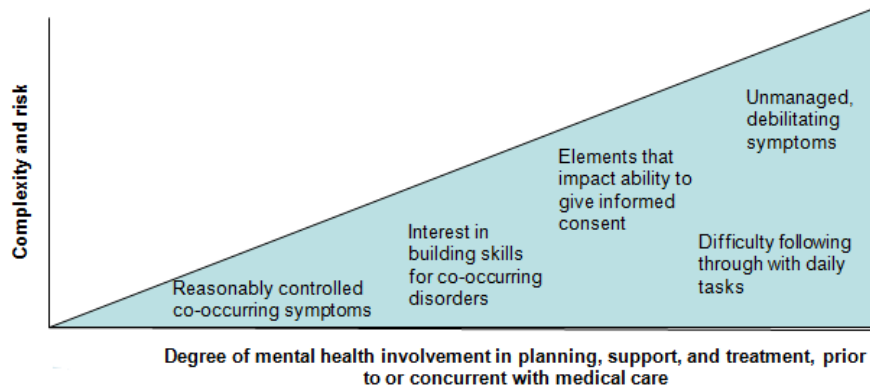 Complexity and risk
Unmanaged,
debilitating
symptoms
Elements that
impact ability to
give informed
consent
Interest in
building skills
for co-occurring
disorders
Difficulty following
through with daily
tasks
Reasonably controlled
co-occurring symptoms
Degree of mental health involvement in planning, support, and treatment, prior
to or concurrent with medical care